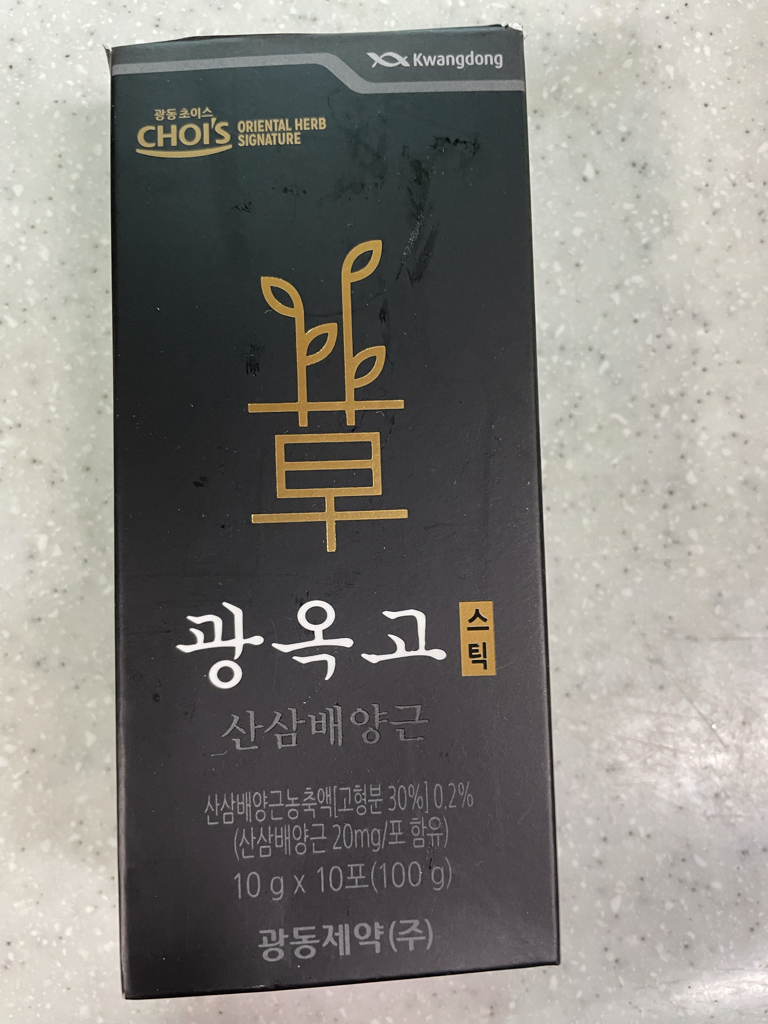 Kwangdong
광동 초이스
CHOI'S ORIENTAL HERB
SIGNATURE
광옥고 스틱
산삼배양근
산삼배양근농축액[고형분 30%] 0.2%
(산삼배양근 20mg/포 함유)
10 g x 10포(100 g)
광동제약(주)